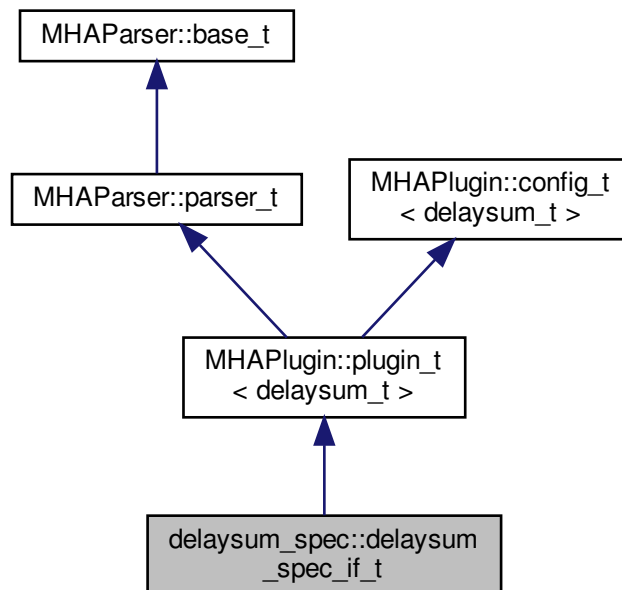 MHAParser::base_t
MHAParser::parser_t
MHAPlugin::config_t
< delaysum_t >
MHAPlugin::plugin_t
< delaysum_t >
delaysum_spec::delaysum
_spec_if_t